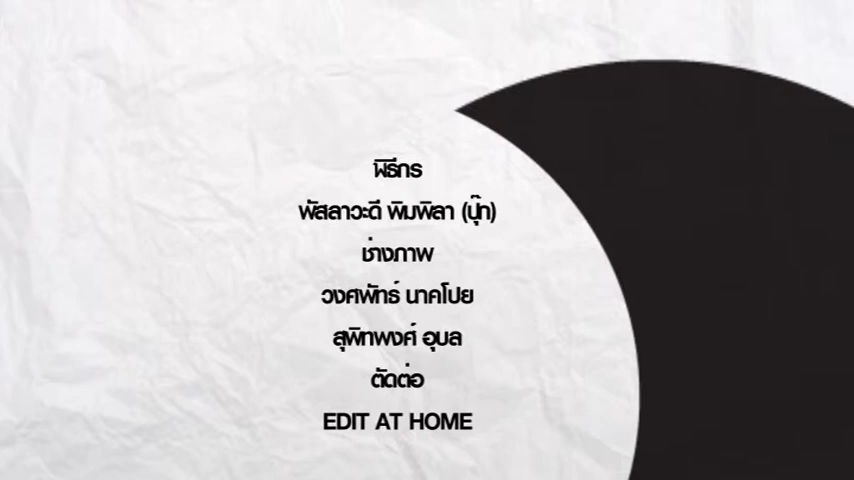 พิธีกร
พัสลาวะดี พิมพิลา (ปุ๊ก)
ช่างภาพ
วงศพัทธ์ นาคโปย
สุพิทพงศ์ อุบล
ตัดต่อ
EDIT AT HOME